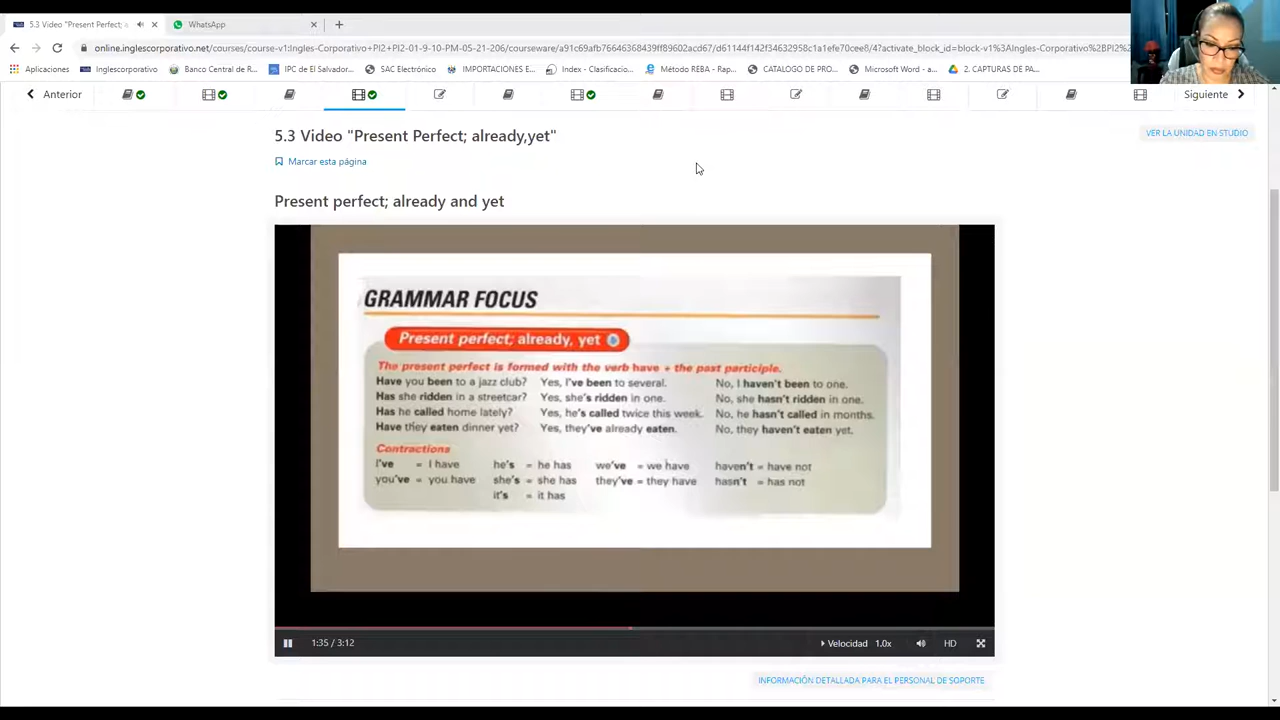 5.3 Video "Present Perfect; a
WhatsApp
online.inglescorporativo.net/courses/course-v1:Ingles-Corporativo+PI2+PI2-01-9-10-PM-05-21-206/courseware/a91c69afb76646368439ff89602acd67/d61144f142f34632958c1a1efe70cee8/4?activate_block_id=block-v1%3AIngles-Corporativo%2BPI2%
Aplicaciones
Inglescorporativo
Banco Central de R...
IPC de El Salvador...
SAC Electrónico
IMPORTACIONES E...
Index - Clasificacio...
Método REBA - Rap...
CATALOGO DE PRO...
Microsoft Word - a...
2. CAPTURAS DE PA...
Anterior
Siguiente
5.3 Video "Present Perfect; already,yet"
VER LA UNIDAD EN STUDIO
Marcar esta página
Present perfect; already and yet
GRAMMAR FOCUS
Present perfect; already, yet
The present perfect is formed with the verb have + the past participle.
Have you been to a jazz club? Yes, I've been to several. No, I haven't been to one.
Has she ridden in a streetcar? Yes, she's ridden in one. No, she hasn't ridden in one.
Has he called home lately? Yes, he's called twice this week. No, he hasn't called in months.
Have they eaten dinner yet? Yes, they've already eaten. No, they haven't eaten yet.
Contractions
I've = I have he's = he has we've = we have haven't = have not
you've = you have she's = she has they've = they have hasn't = has not
it's = it has
1:35 / 3:12
Velocidad 1.0x
HD
INFORMACIÓN DETALLADA PARA EL PERSONAL DE SOPORTE